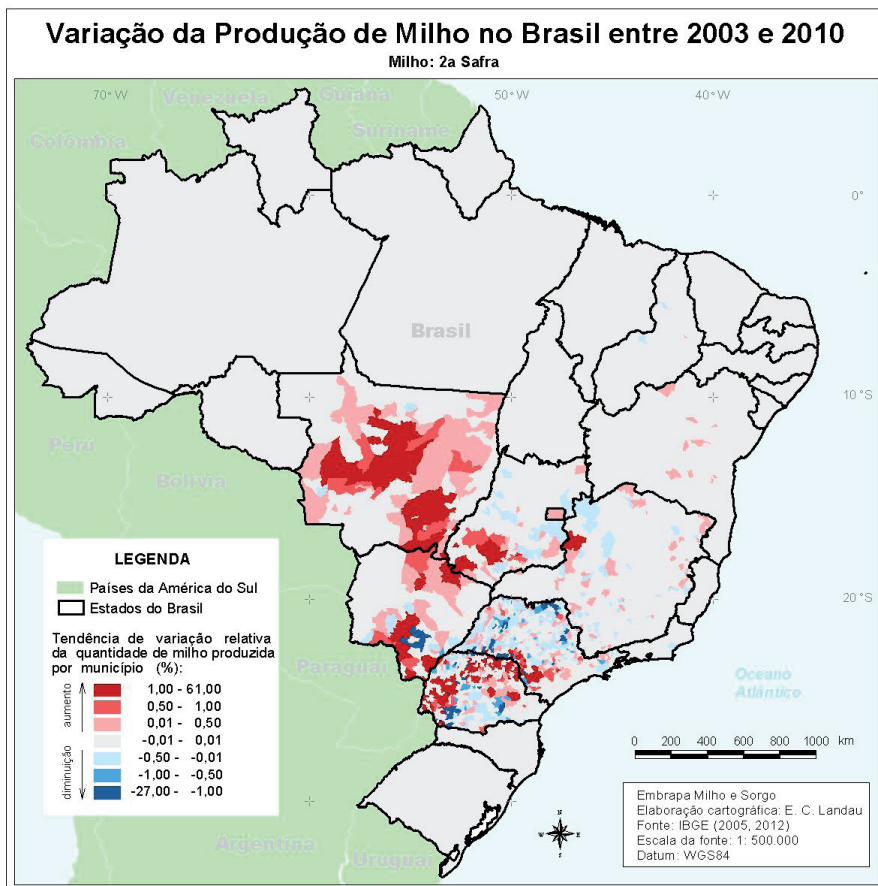 Variação da Produção de Milho no Brasil entre 2003 e 2010
Milho: 2a Safra
70° W
50° W
40° W
Venezuela
Guiana
Suriname
Colômbia
0°
Brasil
10°S
Peru
Bolívia
LEGENDA
Países da América do Sul
Estados do Brasil
20°S
Tendência de variação relativa
da quantidade de milho produzida
por município (%):
aumento
diminuição
1,00 - 61,00
0,50 - 1,00
0,01 - 0,50
-0,01 - 0,01
-0,50 - -0,01
-1,00 - -0,50
-27,00 - -1,00
Paraguai
Oceano
Atlântico
0 200 400 600 800 1000 km
Embrapa Milho e Sorgo
Elaboração cartográfica: E. C. Landau
Fonte: IBGE (2005, 2012)
Escala da fonte: 1: 500.000
Datum: WGS84
N
W E
S
Argentina
Uruguai